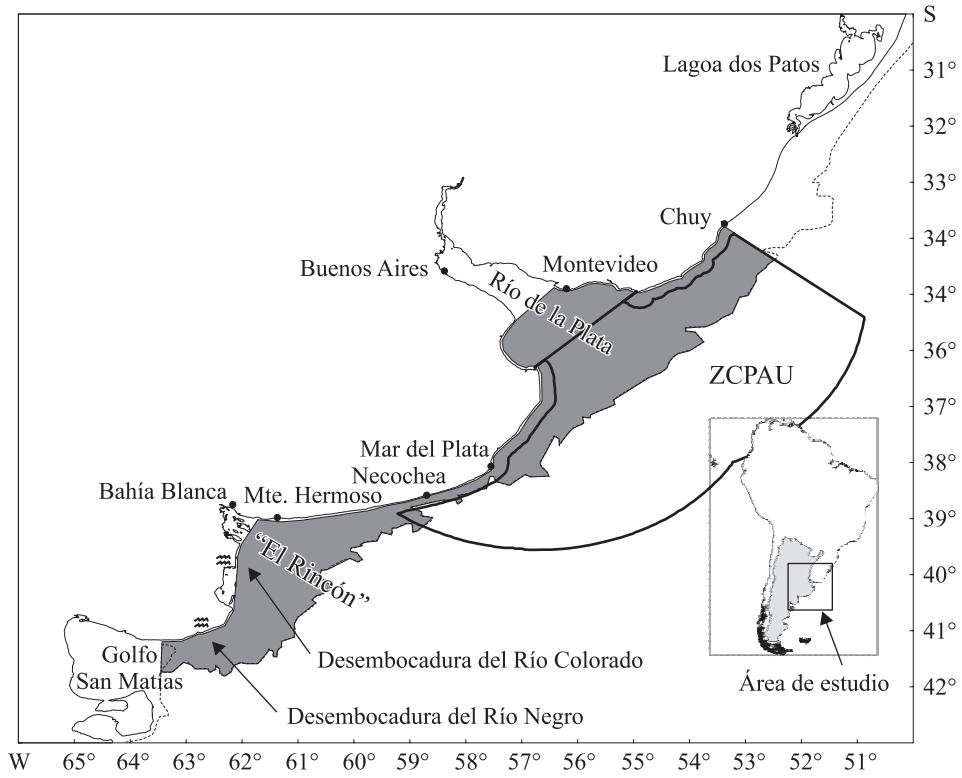 S
Lagoa dos Patos
31°
32°
33°
Chuy
34°
Buenos Aires
Montevideo
Río de la Plata
34°
36°
ZCPAU
37°
Mar del Plata
38°
Necochea
Bahía Blanca
Mte. Hermoso
39°
“El Rincón”
40°
41°
Golfo
San Matías
Desembocadura del Río Colorado
Área de estudio
42°
Desembocadura del Río Negro
W 65° 64° 63° 62° 61° 60° 59° 58° 57° 56° 55° 54° 53° 52° 51°